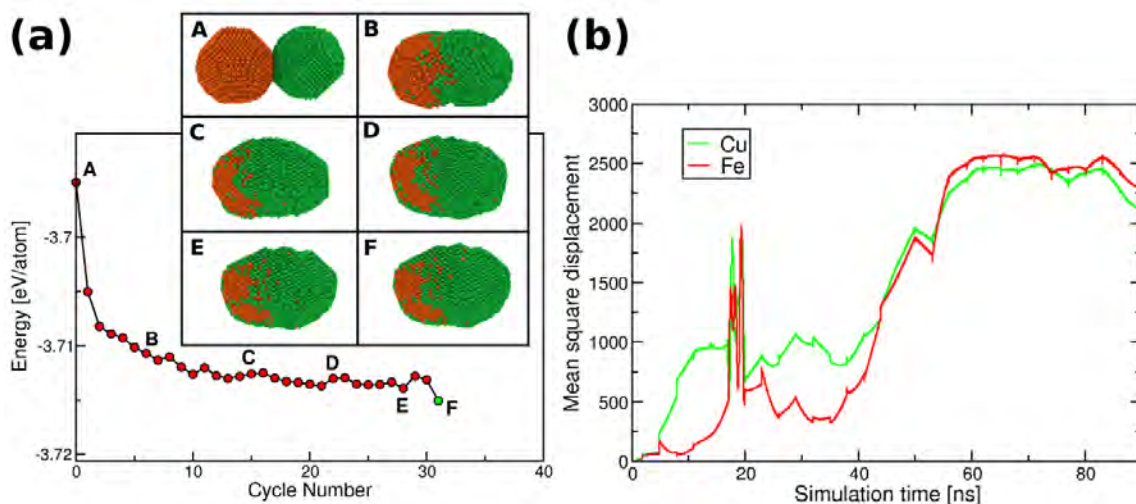 (a)
A
B
C
D
E
F
A
B
C
D
E
F
-3.7
-3.71
-3.72
Energy [eV/atom]
0
10
20
30
40
Cycle Number
(b)
3000
2500
2000
1500
1000
500
0
Mean square displacement
Cu
Fe
0
20
40
60
80
Simulation time [ns]